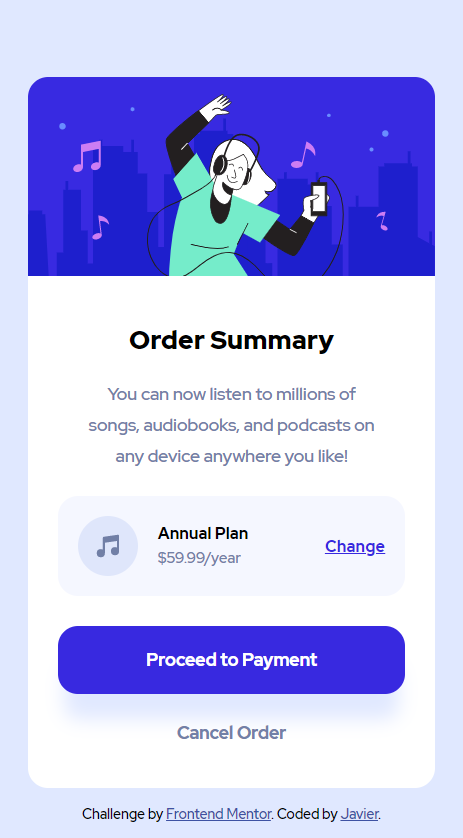 Order Summary
You can now listen to millions of
songs, audiobooks, and podcasts on
any device anywhere you like!
Annual Plan
$59.99/year
Change
Proceed to Payment
Cancel Order
Challenge by Frontend Mentor. Coded by Javier.